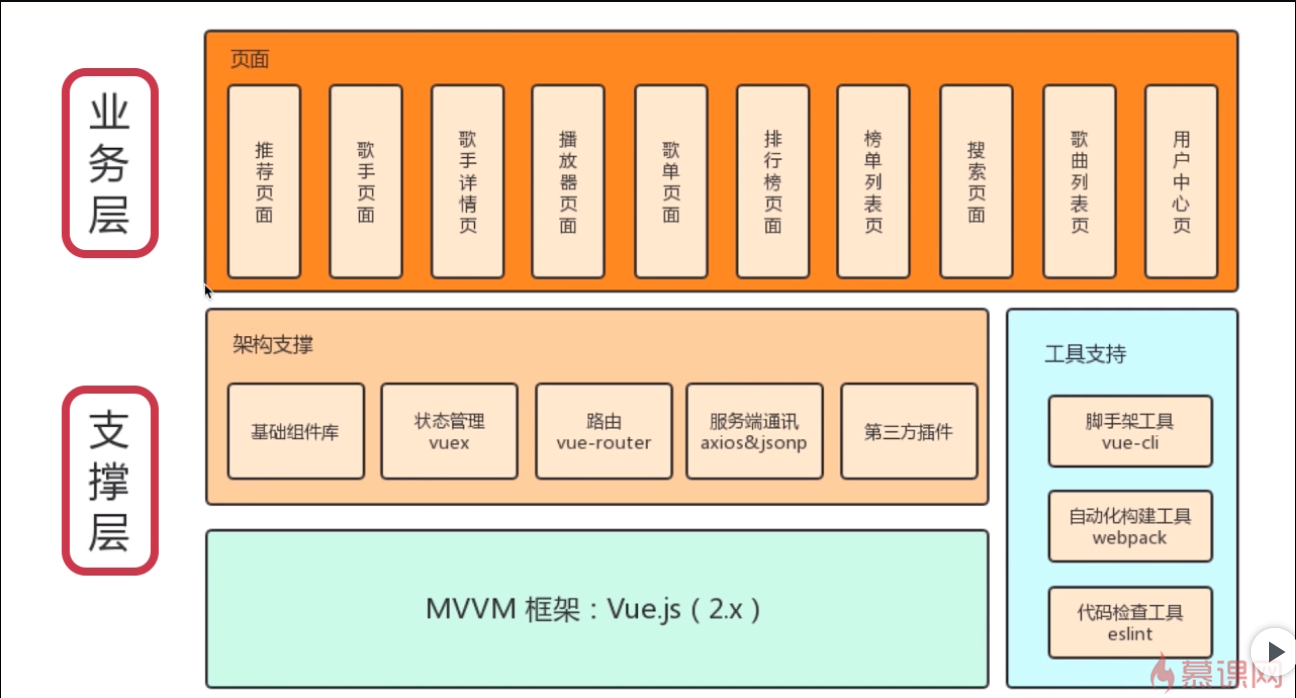 业务层
页面
推荐页面
歌手页面
歌手详情页
播放器页面
歌单页面
排行榜页面
榜单列表页
搜索页面
歌曲列表页
用户中心页
支撑层
架构支撑
基础组件库
状态管理
vuex
路由
vue-router
服务端通讯
axios&jsonp
第三方插件
工具支持
脚手架工具
vue-cli
自动化构建工具
webpack
代码检查工具
eslint
MVVM 框架：Vue.js（2.x）
慕课网